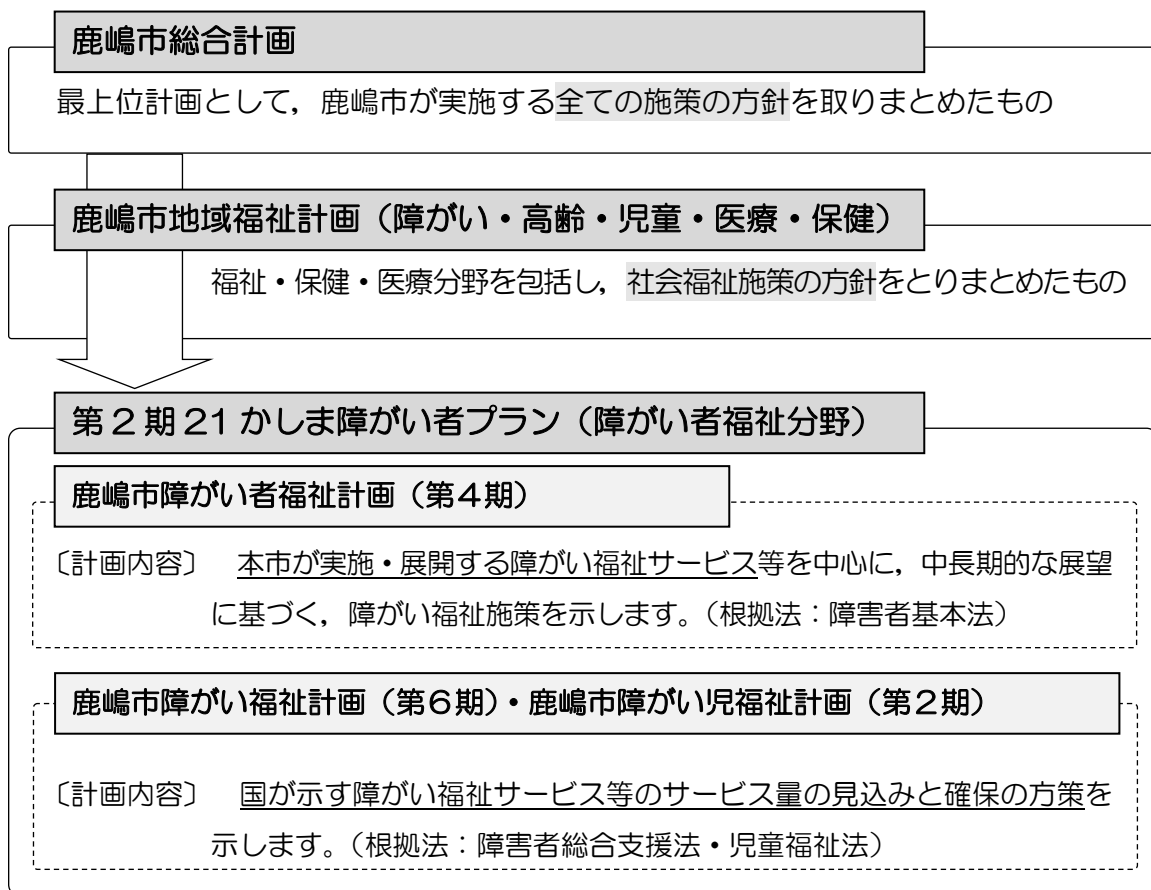 鹿嶋市総合計画
最上位計画として，鹿嶋市が実施する全ての施策の方針を取りまとめたもの
鹿嶋市地域福祉計画（障がい・高齢・児童・医療・保健）
福祉・保健・医療分野を包括し，社会福祉施策の方針をとりまとめたもの
第２期21かしま障がい者プラン（障がい者福祉分野）
鹿嶋市障がい者福祉計画（第４期）
〔計画内容〕　本市が実施・展開する障がい福祉サービス等を中心に，中長期的な展望
に基づく，障がい福祉施策を示します。（根拠法：障害者基本法）
鹿嶋市障がい福祉計画（第６期）・鹿嶋市障がい児福祉計画（第２期）
〔計画内容〕　国が示す障がい福祉サービス等のサービス量の見込みと確保の方策を
示します。（根拠法：障害者総合支援法・児童福祉法）